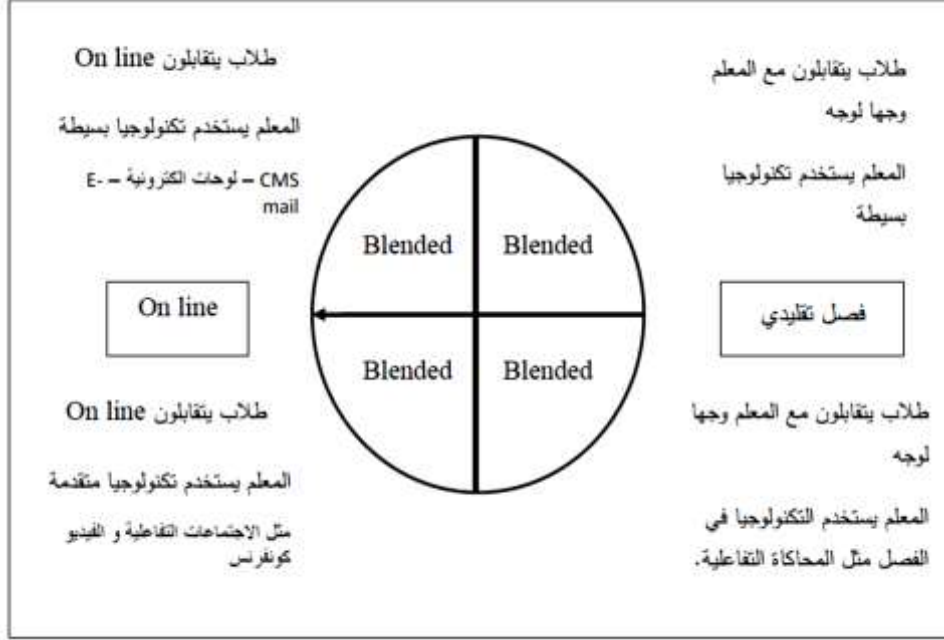 طلاب يتقابلون مع المعلم
وجها لوجه
المعلم يستخدم تكنولوجيا
بسيطة
طلاب يتقابلون On line
المعلم يستخدم تكنولوجيا بسيطة
CMS – لوحات الكترونية – E-
mail
Blended
Blended
فصل تقليدي
On line
Blended
Blended
طلاب يتقابلون مع المعلم وجها
لوجه
المعلم يستخدم التكنولوجيا في
الفصل مثل المحاكاة التفاعلية.
طلاب يتقابلون On line
المعلم يستخدم تكنولوجيا متقدمة
مثل الاجتماعات التفاعلية و الفيديو
كونفرنس